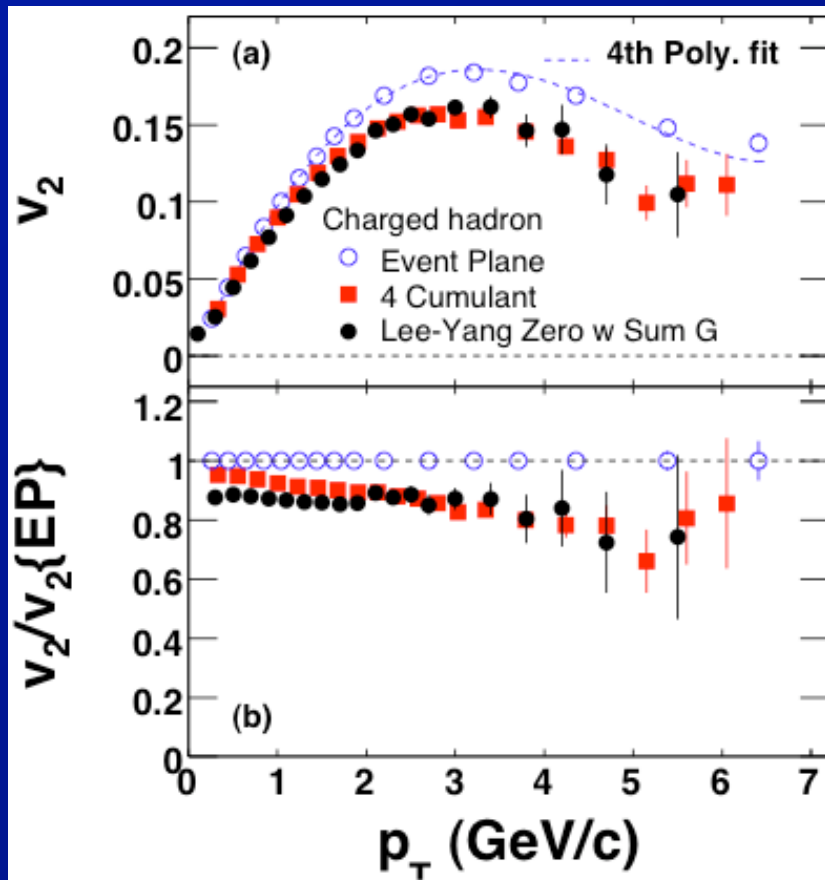 0.2
(a)
4th Poly. fit
0.15
v2
0.1
Charged hadron
Event Plane
0.05
4 Cumulant
Lee-Yang Zero w Sum G
0
1.2
1
0.8
v2/v2{EP}
0.6
0.4
0.2
(b)
0
0 1 2 3 4 5 6 7
pT (GeV/c)